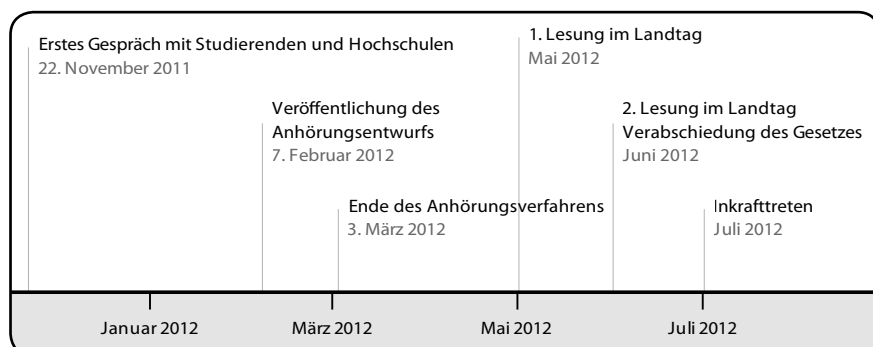 Erstes Gespräch mit Studierenden und Hochschulen
22. November 2011
Veröffentlichung des
Anhörungsentwurfs
7. Februar 2012
Ende des Anhörungsverfahrens
3. März 2012
1. Lesung im Landtag
Mai 2012
2. Lesung im Landtag
Verabschiedung des Gesetzes
Juni 2012
Inkrafttreten
Juli 2012
Januar 2012
März 2012
Mai 2012
Juli 2012